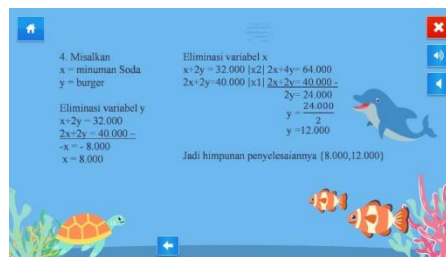 4. Misalkan
x = minuman Soda
y = burger
Eliminasi variabel y
x+2y = 32.000
2x+2y = 40.000 –
-x = - 8.000
x = 8.000
Eliminasi variabel x
x+2y = 32.000 |x2| 2x+4y= 64.000
2x+2y=40.000 |x1| 2x+2y= 40.000 -
2y= 24.000
y = 24.000
2
y =12.000
Jadi himpunan penyelesaiannya {8.000,12.000}